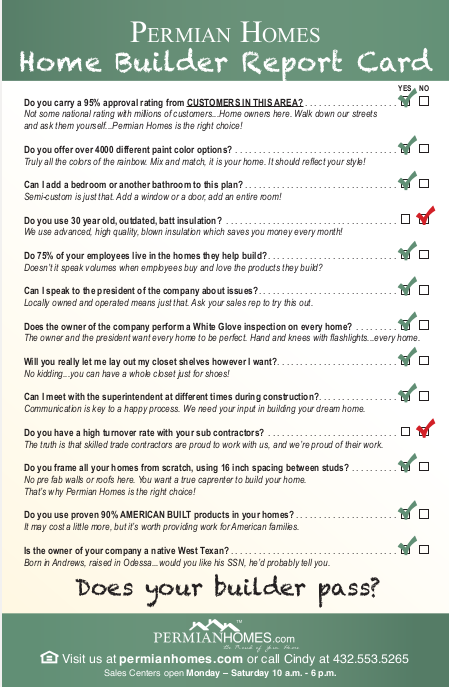 PERMIAN HOMES
Home Builder Report Card
YES NO
Do you carry a 95% approval rating from CUSTOMERS IN THIS AREA?
Not some national rating with millions of customers...Home owners here. Walk down our streets
and ask them yourself...Permian Homes is the right choice!
Do you offer over 4000 different paint color options?
Truly all the colors of the rainbow. Mix and match, it is your home. It should reflect your style!
Can I add a bedroom or another bathroom to this plan?
Semi-custom is just that. Add a window or a door, add an entire room!
Do you use 30 year old, outdated, batt insulation?
We use advanced, high quality, blown insulation which saves you money every month!
Do 75% of your employees live in the homes they help build?
Doesn't it speak volumes when employees buy and love the products they build?
Can I speak to the president of the company about issues?
Locally owned and operated means just that. Ask your sales rep to try this out.
Does the owner of the company perform a White Glove inspection on every home?
The owner and the president want every home to be perfect. Hand and knees with flashlights...every home.
Will you really let me lay out my closet shelves however I want?
No kidding...you can have a whole closet just for shoes!
Can I meet with the superintendent at different times during construction?
Communication is key to a happy process. We need your input in building your dream home.
Do you have a high turnover rate with your sub contractors?
The truth is that skilled trade contractors are proud to work with us, and we're proud of their work.
Do you frame all your homes from scratch, using 16 inch spacing between studs?
No pre fab walls or roofs here. You want a true caprenter to build your home.
That's why Permian Homes is the right choice!
Do you use proven 90% AMERICAN BUILT products in your homes?
It may cost a little more, but it's worth providing work for American families.
Is the owner of your company a native West Texan?
Born in Andrews, raised in Odessa...would you like his SSN, he'd probably tell you.
Does your builder pass?
TM
PERMIANHOMES.com
Be Proud of Your Home
Visit us at permianhomes.com or call Cindy at 432.553.5265
Sales Centers open Monday – Saturday 10 a.m. - 6 p.m.